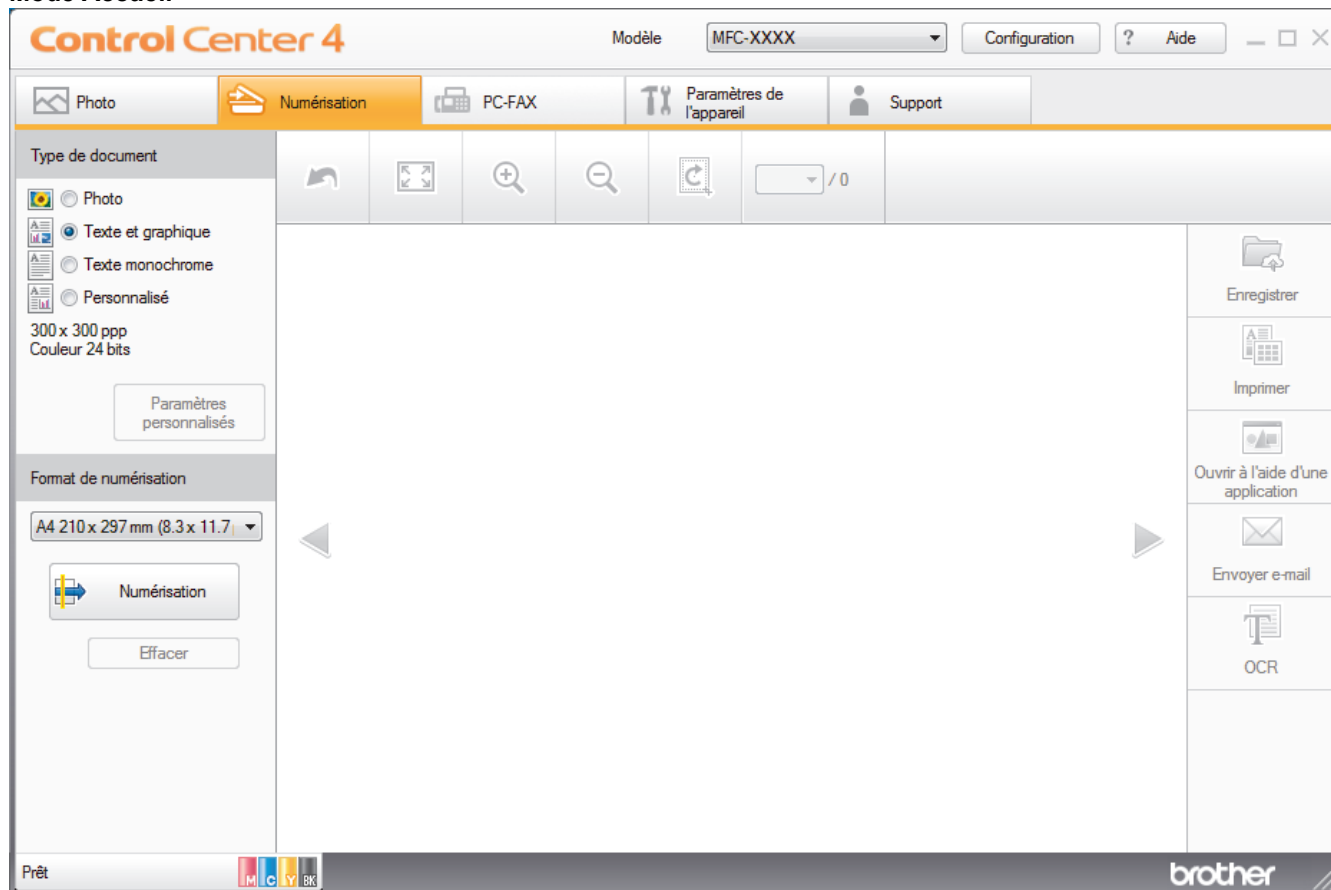 Control Center 4
Modèle
MFC-XXXX
Configuration
? Aide
Photo
Numérisation
PC-FAX
Paramètres de
l'appareil
Support
Type de document
Photo
Texte et graphique
Texte monochrome
Personnalisé
300 x 300 ppp
Couleur 24 bits
Paramètres
personnalisés
Format de numérisation
A4 210 x 297 mm (8.3 x 11.7
Numérisation
Effacer
/ 0
Enregistrer
Imprimer
Ouvrir à l'aide d'une
application
Envoyer e-mail
OCR
Prêt
M C Y BK
brother